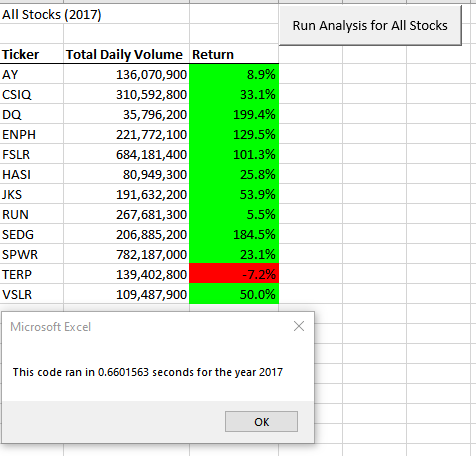 All Stocks (2017)
Run Analysis for All Stocks
Ticker Total Daily Volume Return
AY 136,070,900 8.9%
CSIQ 310,592,800 33.1%
DQ 35,796,200 199.4%
ENPH 221,772,100 129.5%
FSLR 684,181,400 101.3%
HASI 80,949,300 25.8%
JKS 191,632,200 53.9%
RUN 267,681,300 5.5%
SEDG 206,885,200 184.5%
SPWR 782,187,000 23.1%
TERP 139,402,800 -7.2%
VSLR 109,487,900 50.0%
Microsoft Excel
This code ran in 0.6601563 seconds for the year 2017
OK